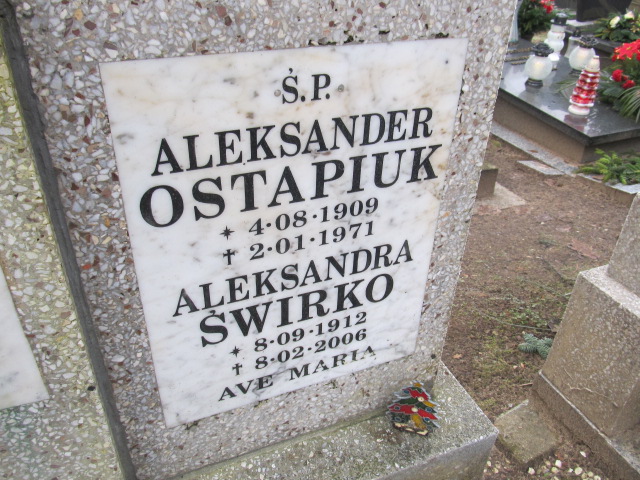 Ś.P.
ALEKSANDER
OSTAPIUK
* 4·08·1909
† 2·01·1971
ALEKSANDRA
ŚWIRKO
* 8·09·1912
† 8·02·2006
AVE MARIA